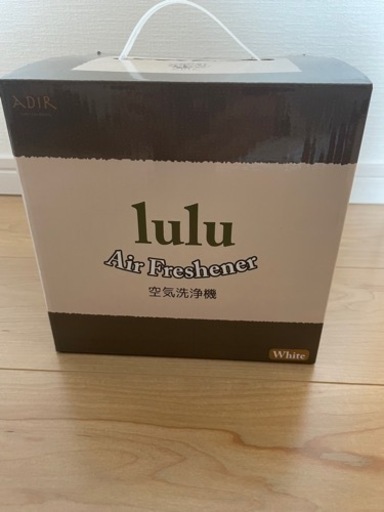 ADIR
lulu
Air Freshener
空気洗浄機
White